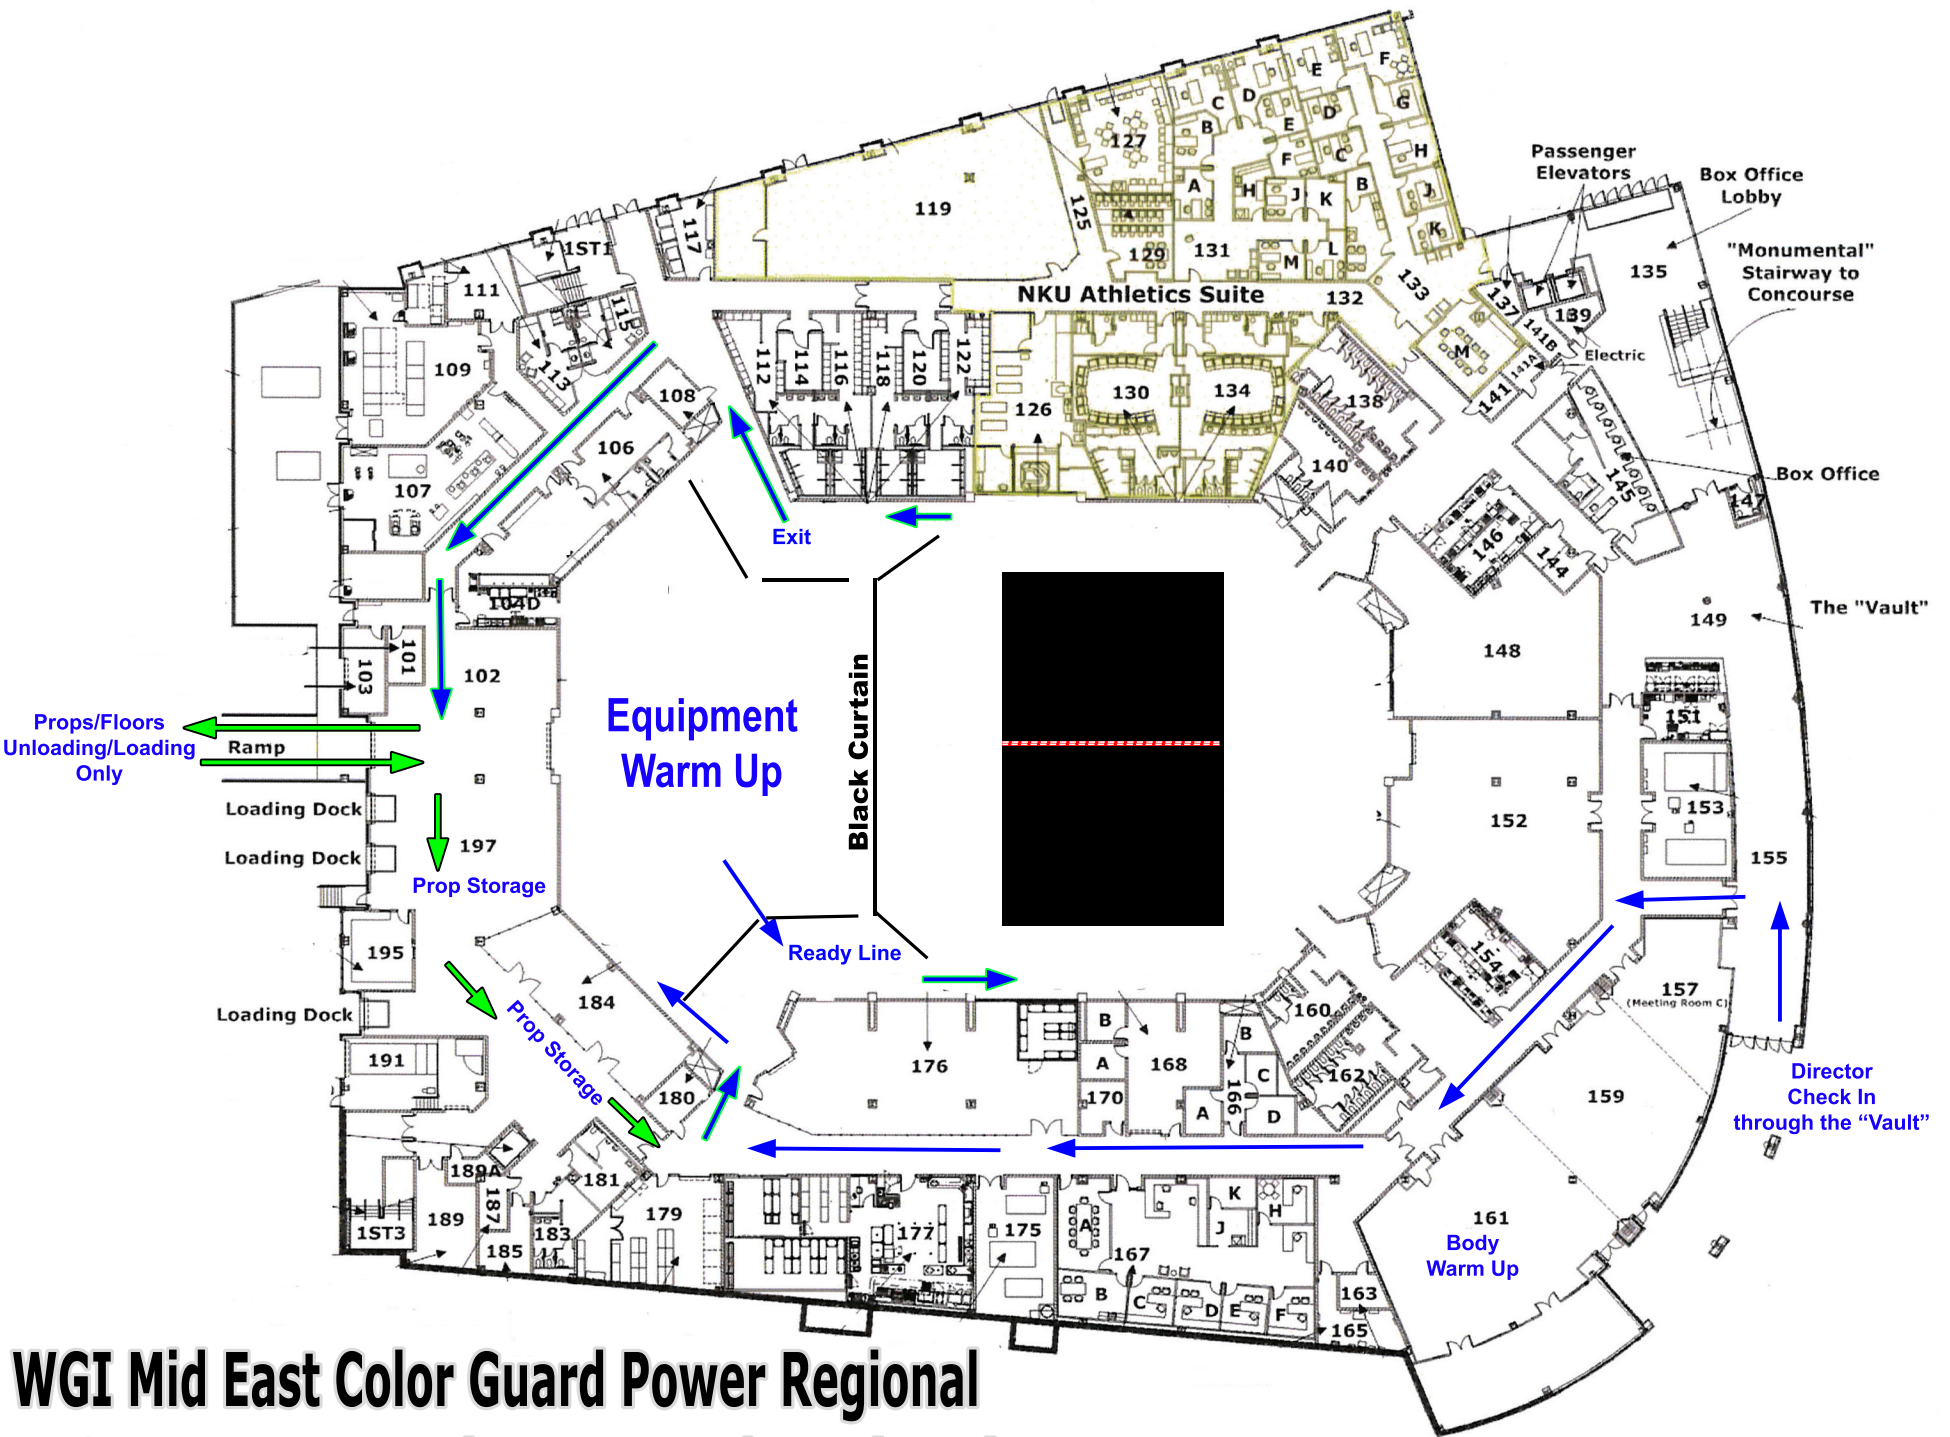 F
E
C
D
G
D
B
E
127
H
F
C
A
J
B
H
J
K
119
125
K
117
129
131
L
M
1ST1
133
Passenger
Elevators
Box Office
Lobby
"Monumental"
Stairway to
Concourse
135
111
115
NKU Athletics Suite
132
137
139
141B
Electric
141A
141
M
109
113
108
112
114
116
118
120
122
126
130
134
138
106
140
107
145
Box Office
147
Exit
146
144
104D
The "Vault"
149
101
103
102
148
151
Props/Floors
Unloading/Loading
Only
Ramp
Equipment
Warm Up
Black Curtain
Loading Dock
153
152
197
Loading Dock
155
Prop Storage
195
Ready Line
154
157
(Meeting Room C)
184
Loading Dock
Prop Storage
160
B
B
191
176
A
168
C
162
180
170
A
166
D
159
Director
Check In
through the “Vault”
189A
181
187
K
H
1ST3
189
179
A
J
183
177
175
161
185
167
Body
Warm Up
B
C
D
E
F
163
165
WGI Mid East Color Guard Power Regional